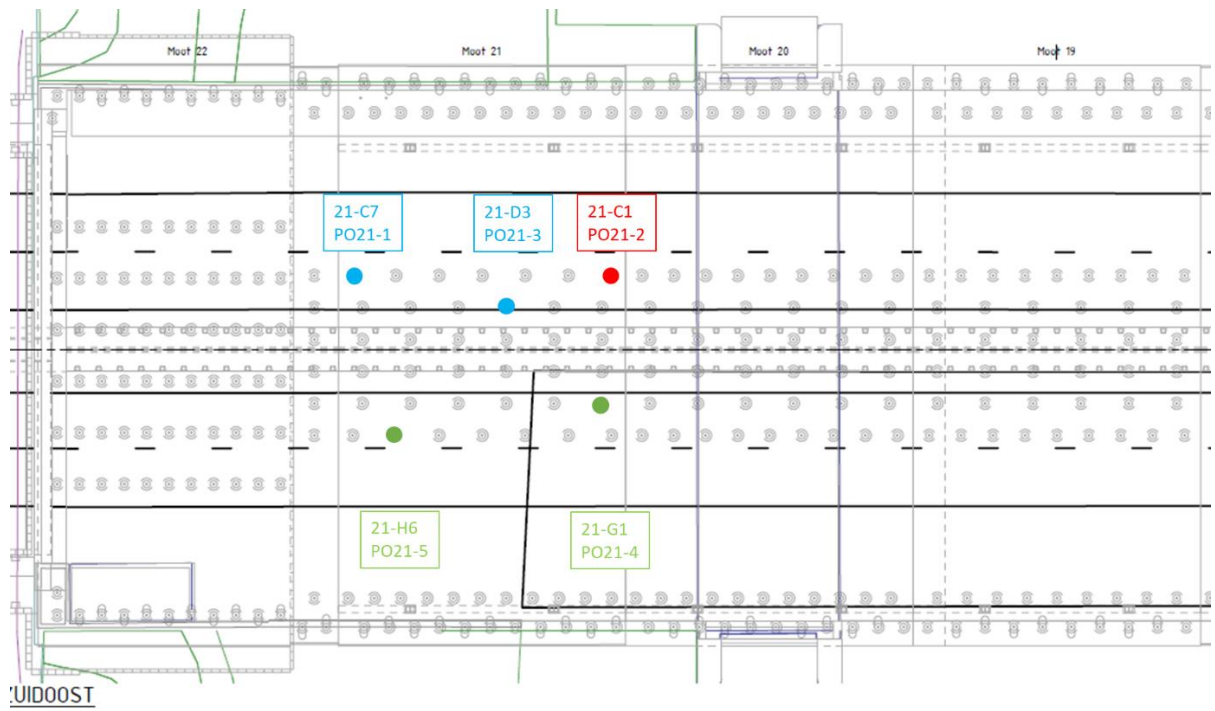 Moot 22
Moot 21
Moot 20
Moot 19
21-C7
PO21-1
21-D3
PO21-3
21-C1
PO21-2
21-H6
PO21-5
21-G1
PO21-4
ZUIDOOST